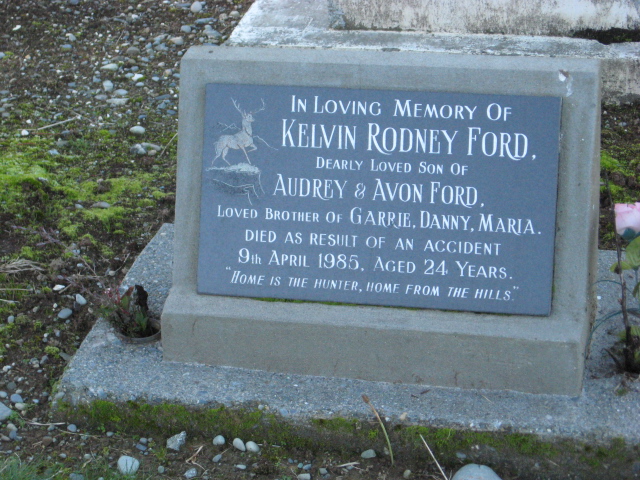 In Loving Memory Of
Kelvin Rodney Ford,
Dearly Loved Son Of
Audrey & Avon Ford,
Loved Brother of Garrie, Danny, Maria.
Died as result of an accident
9th April 1985, Aged 24 Years.
"Home is the hunter, home from the hills."